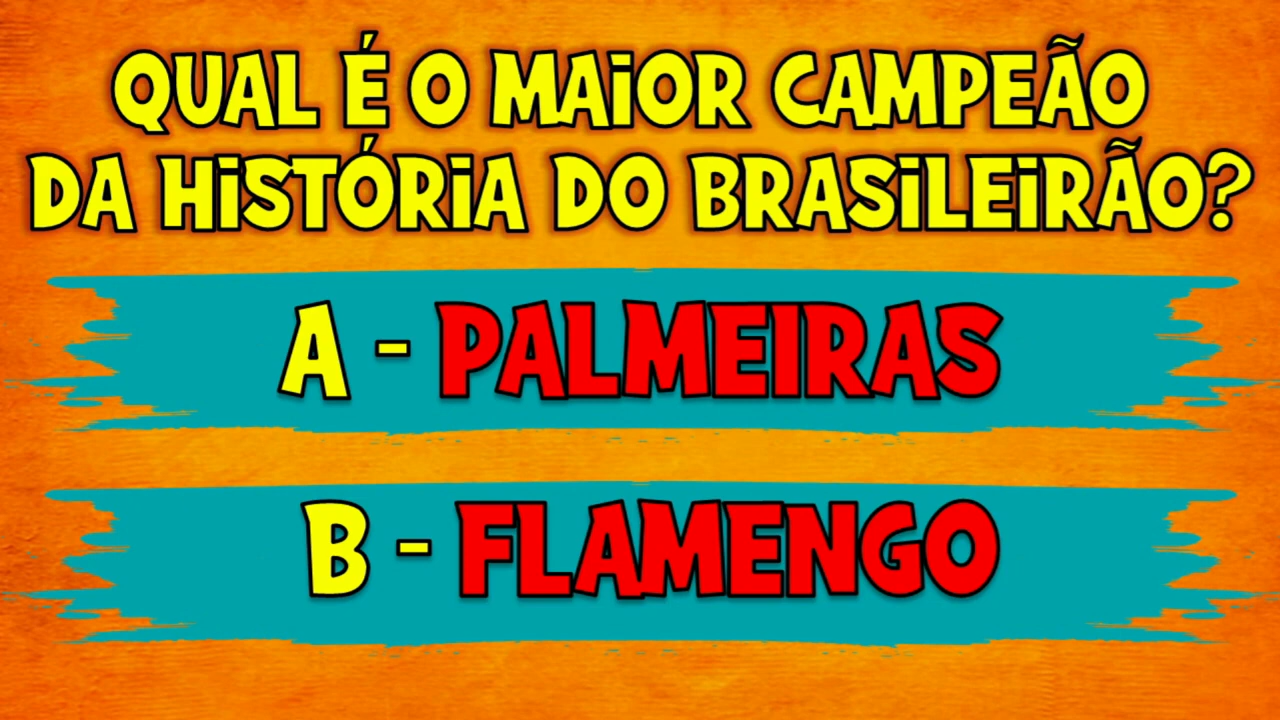 QUAL É O MAiOR CAMPEÃO
DA HiSTÓRiA DO BRASiLEiRÃO?
A - PALMEIRAS
B - FLAMENGO